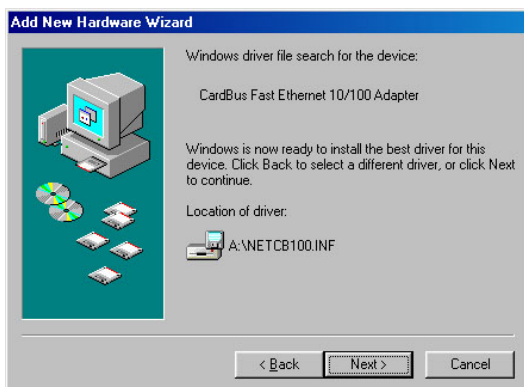 Add New Hardware Wizard
Windows driver file search for the device:
CardBus Fast Ethernet 10/100 Adapter
Windows is now ready to install the best driver for this
device. Click Back to select a different driver, or click Next
to continue.
Location of driver:
A:\NETCB100.INF
< Back
Next >
Cancel